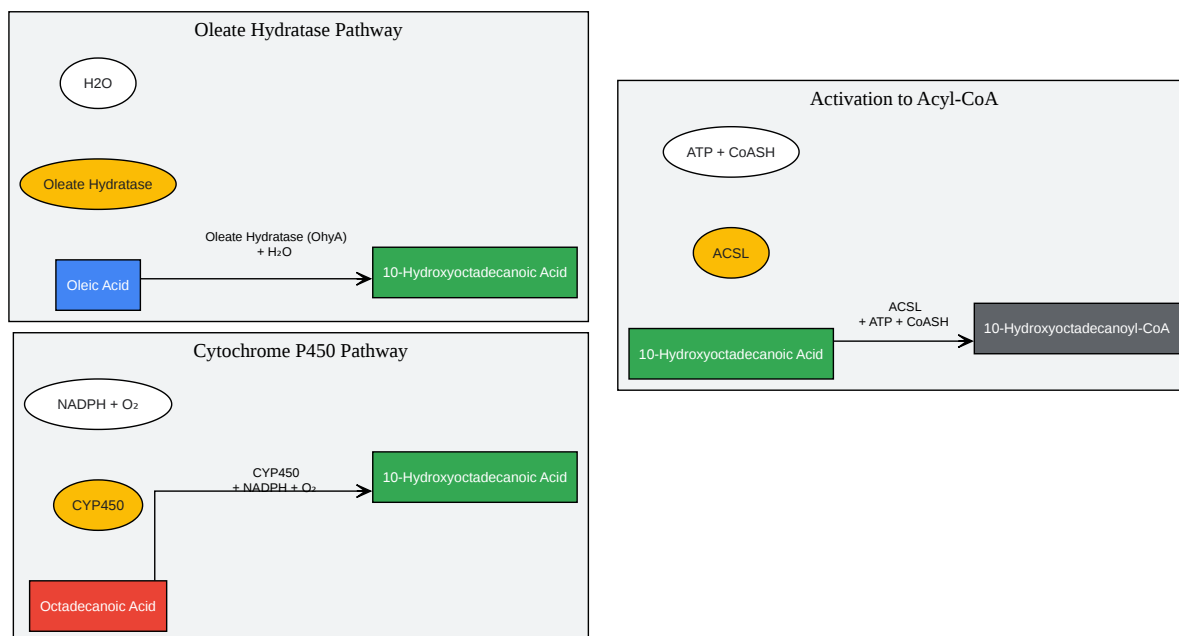 Oleate Hydratase Pathway
H2O
Oleate Hydratase
Oleate Hydratase (OhyA)
+ H₂O
Oleic Acid
10-Hydroxyoctadecanoic Acid
Cytochrome P450 Pathway
NADPH + O₂
CYP450
CYP450
+ NADPH + O₂
10-Hydroxyoctadecanoic Acid
Octadecanoic Acid
Activation to Acyl-CoA
ATP + CoASH
ACSL
ACSL
+ ATP + CoASH
10-Hydroxyoctadecanoic Acid
10-Hydroxyoctadecanoyl-CoA